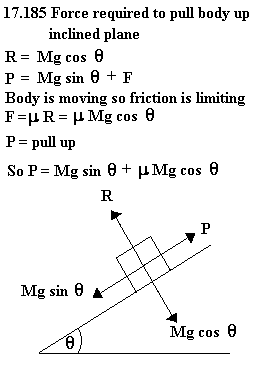 17.185 Force required to pull body up
inclined plane
R = Mg cos θ
P = Mg sin θ + F
Body is moving so friction is limiting
F = μ R = μ Mg cos θ
P = pull up
So P = Mg sin θ + μ Mg cos θ
R
P
Mg sin θ
Mg cos θ
θ